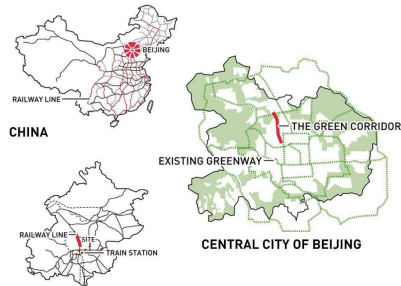 BEIJING
RAILWAY LINE
CHINA
THE GREEN CORRIDOR
EXISTING GREENWAY
CENTRAL CITY OF BEIJING
RAILWAY LINE
SITE
TRAIN STATION